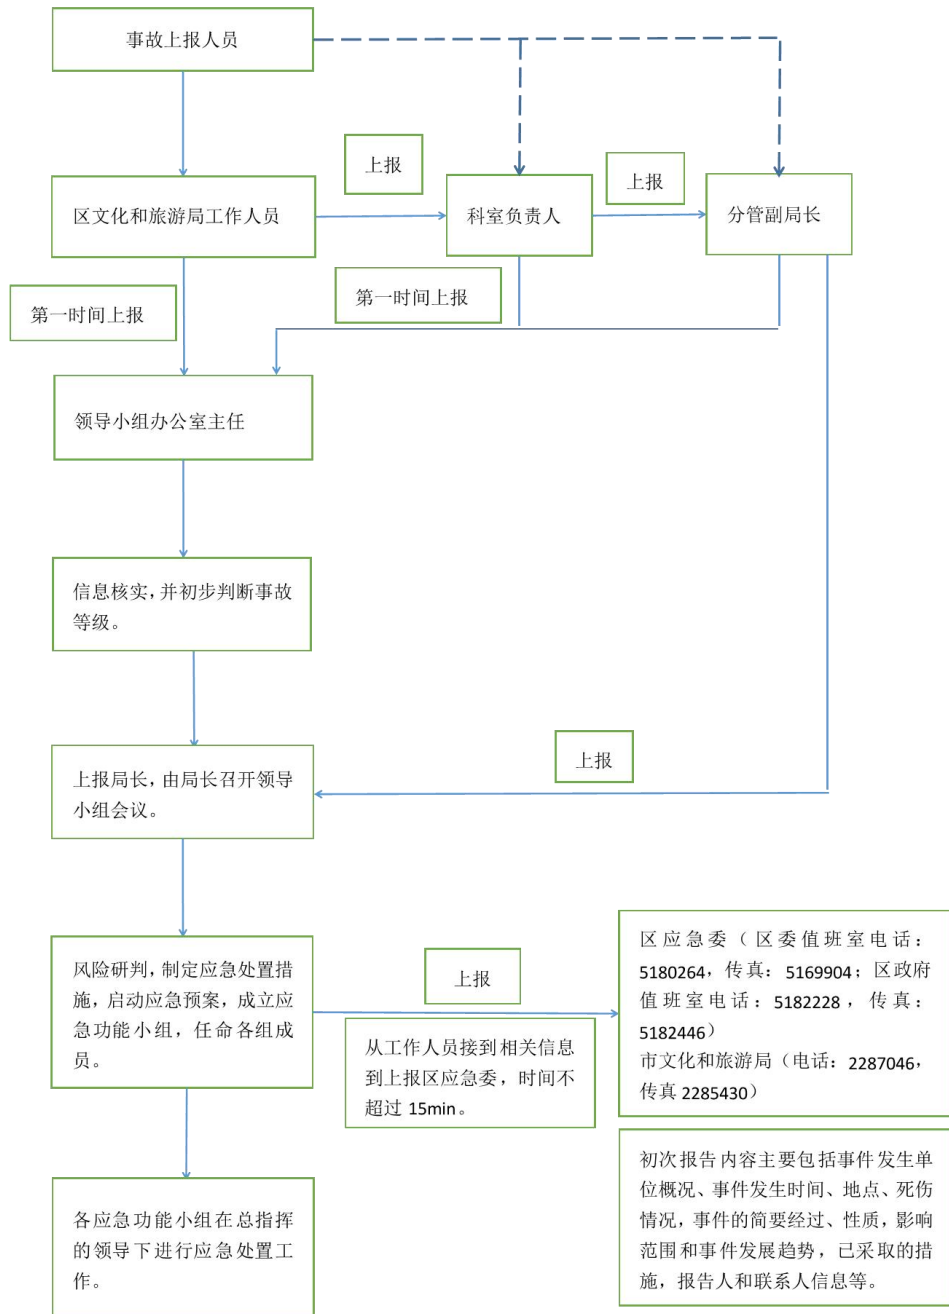 事故上报人员
上报
上报
区文化和旅游局工作人员
科室负责人
分管副局长
第一时间上报
第一时间上报
领导小组办公室主任
信息核实，并初步判断事故
等级。
上报局长，由局长召开领导
小组会议。
上报
风险研判，制定应急处置措
施，启动应急预案，成立应
急功能小组，任命各组成
员。
上报
从工作人员接到相关信息
到上报区应急委，时间不
超过 15min。
区应急委（区委值班室电话：
5180264，传真：5169904；区政府
值班室电话：5182228，传真：
5182446）
市文化和旅游局（电话：2287046，
传真 2285430）
各应急功能小组在总指挥
的领导下进行应急处置工
作。
初次报告内容主要包括事件发生单
位概况、事件发生时间、地点、死伤
情况，事件的简要经过、性质，影响
范围和事件发展趋势，已采取的措
施，报告人和联系人信息等。